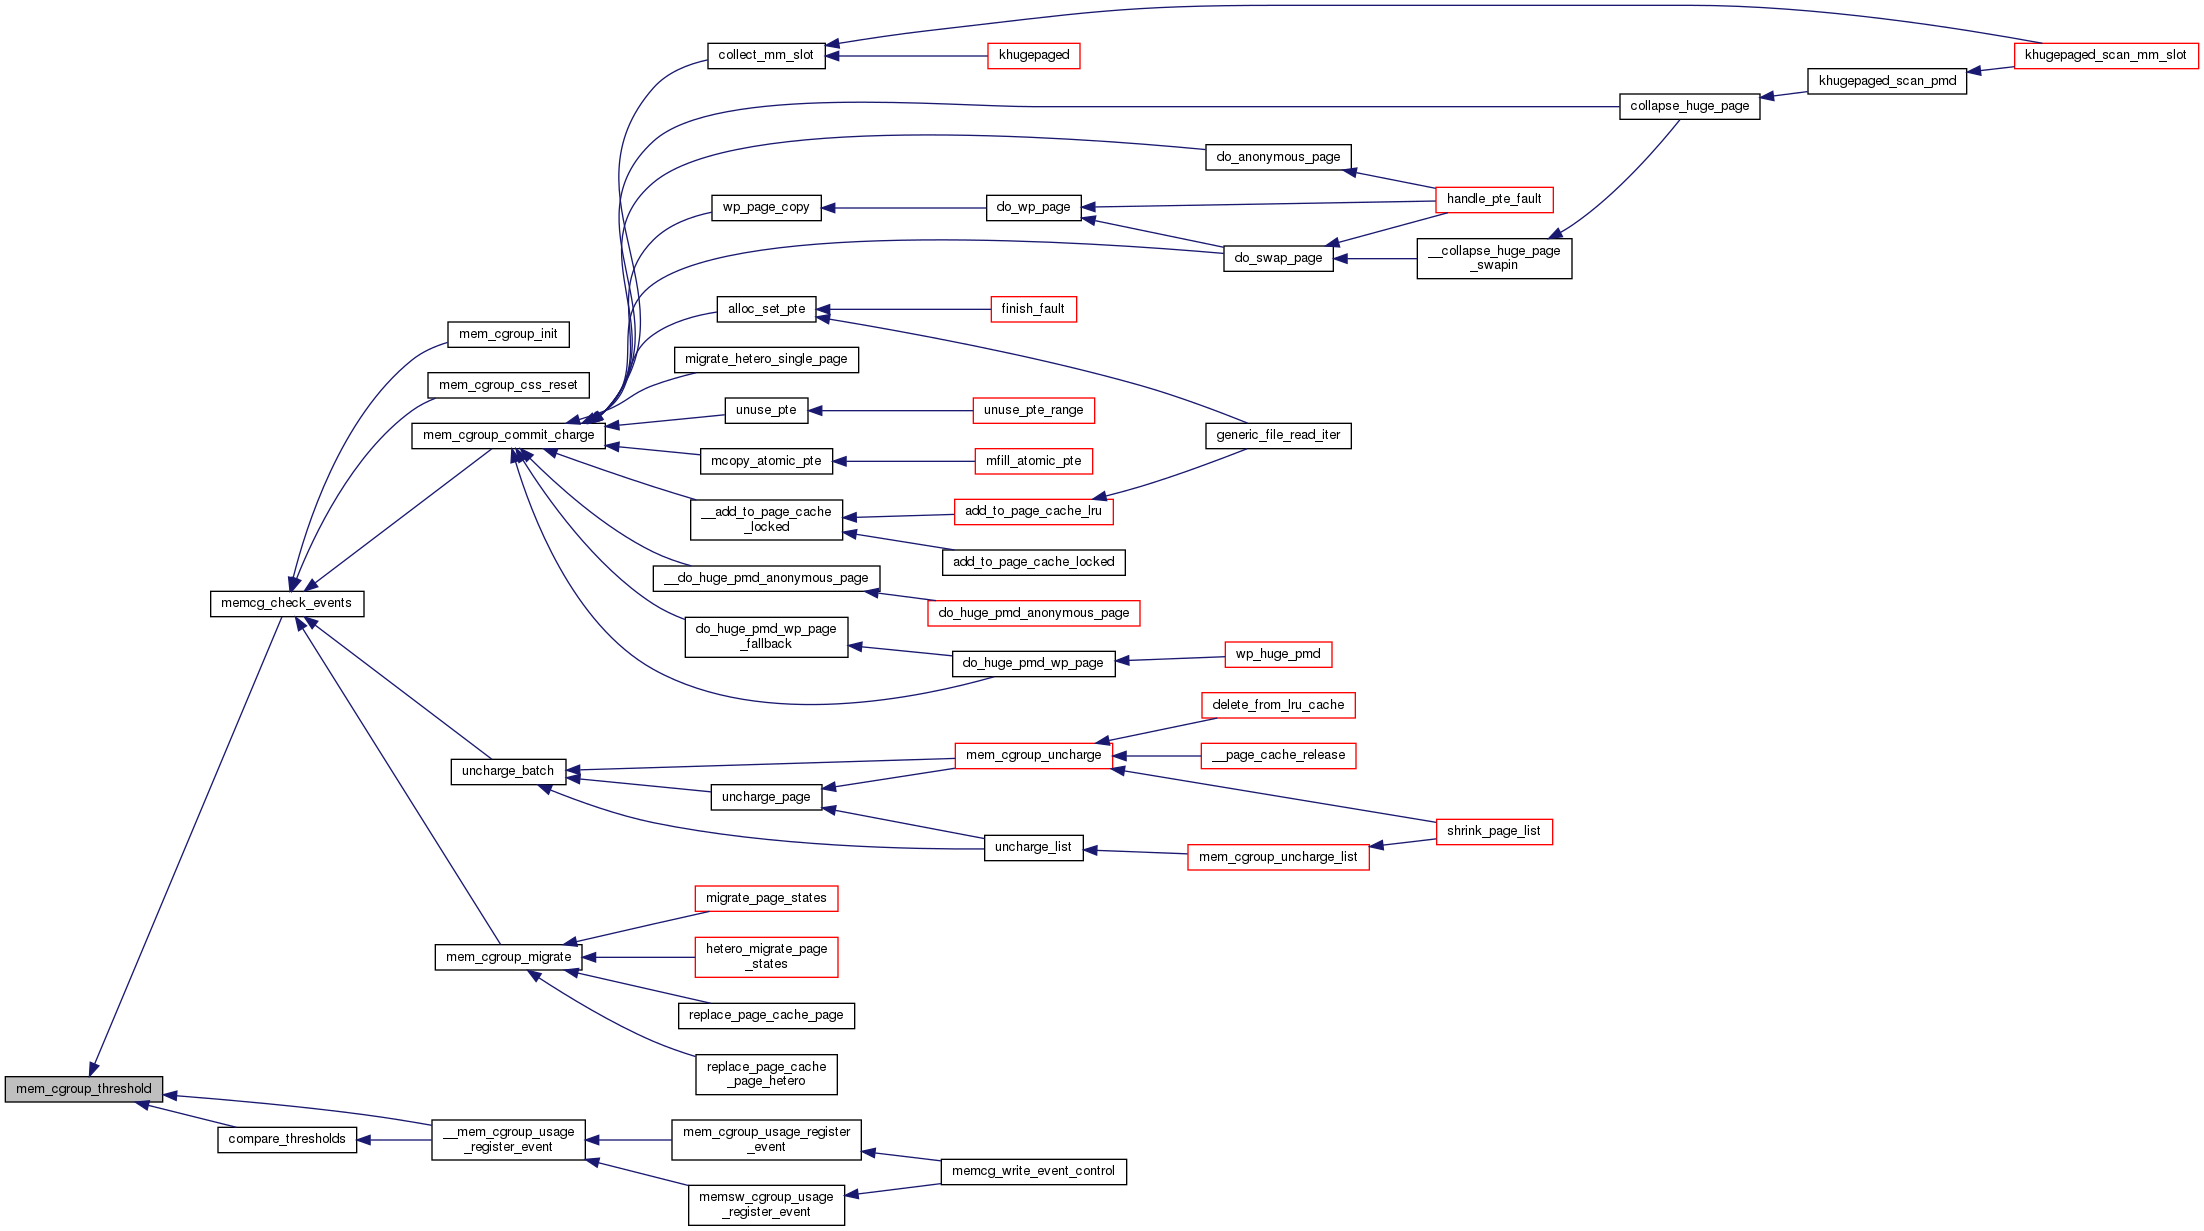 collect_mm_slot
khugepaged
khugepaged_scan_mm_slot
khugepaged_scan_pmd
collapse_huge_page
do_anonymous_page
handle_pte_fault
wp_page_copy
do_wp_page
do_swap_page
__collapse_huge_page
_swapin
alloc_set_pte
finish_fault
mem_cgroup_init
migrate_hetero_single_page
mem_cgroup_css_reset
unuse_pte
unuse_pte_range
mem_cgroup_commit_charge
generic_file_read_iter
mcopy_atomic_pte
mfill_atomic_pte
__add_to_page_cache
_locked
add_to_page_cache_lru
add_to_page_cache_locked
__do_huge_pmd_anonymous_page
do_huge_pmd_anonymous_page
memcg_check_events
do_huge_pmd_wp_page
_fallback
do_huge_pmd_wp_page
wp_huge_pmd
delete_from_lru_cache
mem_cgroup_uncharge
__page_cache_release
uncharge_batch
uncharge_page
shrink_page_list
uncharge_list
mem_cgroup_uncharge_list
migrate_page_states
mem_cgroup_migrate
hetero_migrate_page
_states
replace_page_cache_page
replace_page_cache
_page_hetero
mem_cgroup_threshold
compare_thresholds
__mem_cgroup_usage
_register_event
mem_cgroup_usage_register
_event
memcg_write_event_control
memsw_cgroup_usage
_register_event